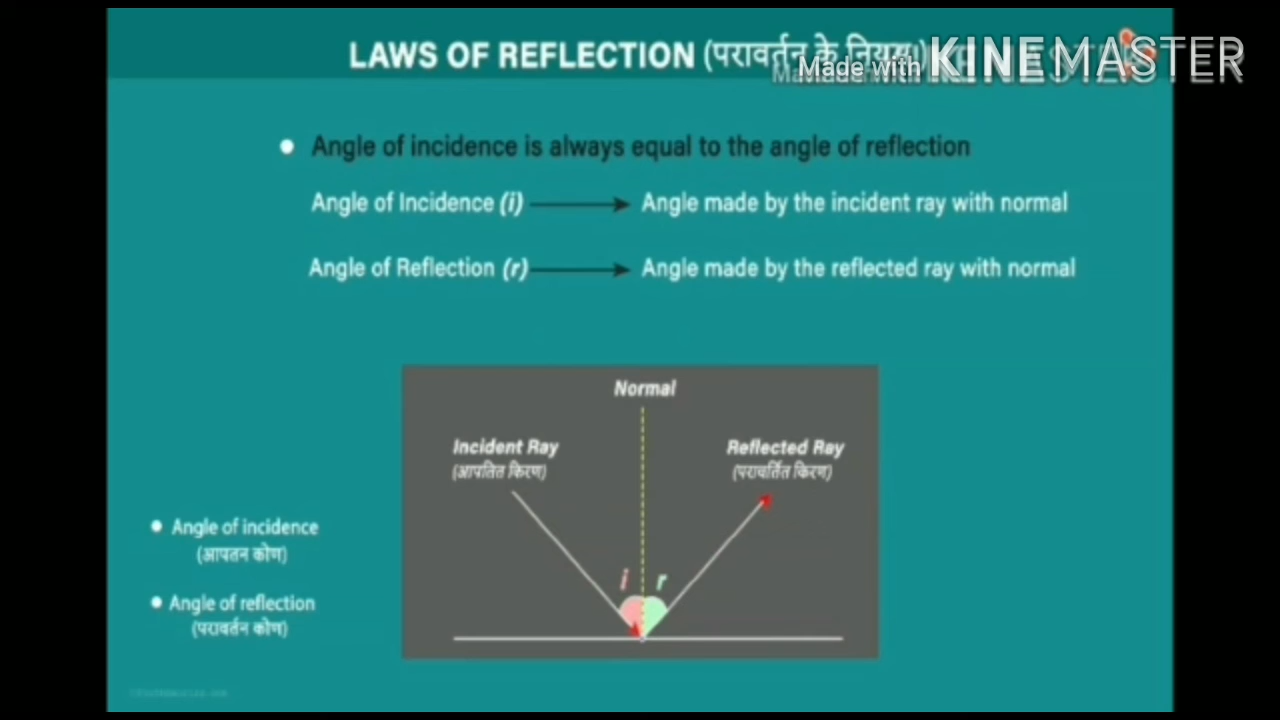 LAWS OF REFLECTION (परावर्तन के नियम)
Made with KINEMASTER
Angle of incidence is always equal to the angle of reflection
Angle of Incidence (i) Angle made by the incident ray with normal
Angle of Reflection (r) Angle made by the reflected ray with normal
Normal
Incident Ray
(आपतित किरण)
Reflected Ray
(परावर्तित किरण)
i r
Angle of incidence
(आपतन कोण)
Angle of reflection
(परावर्तन कोण)